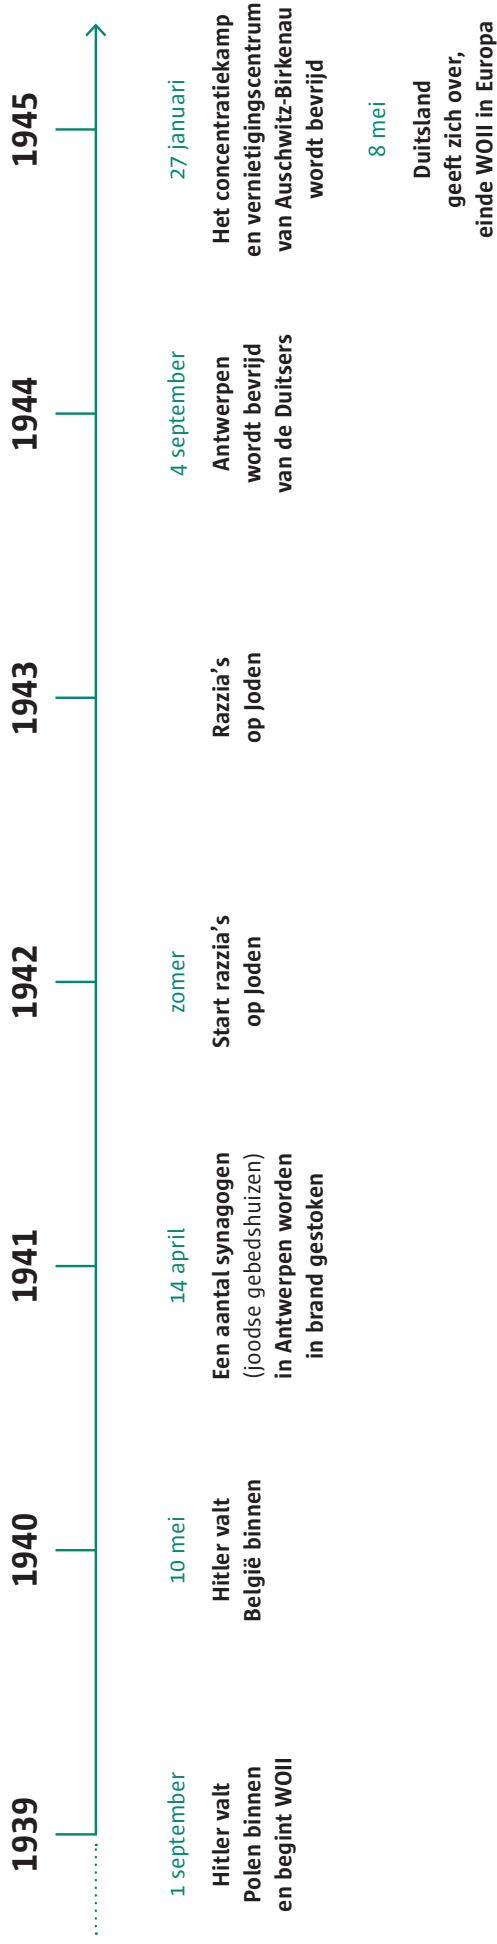 1939
1 september
Hitler valt
Polen binnen
en begint WOII
1940
10 mei
Hitler valt
België binnen
1941
14 april
Een aantal synagogen
(joodse gebedshuizen)
in Antwerpen worden
in brand gestoken
1942
zomer
Start razzia's
op Joden
1943
Razzia's
op Joden
1944
4 september
Antwerpen
wordt bevrijd
van de Duitsers
1945
27 januari
Het concentratiekamp
en vernietigingscentrum
van Auschwitz-Birkenau
wordt bevrijd
8 mei
Duitsland
geeft zich over,
einde WOII in Europa